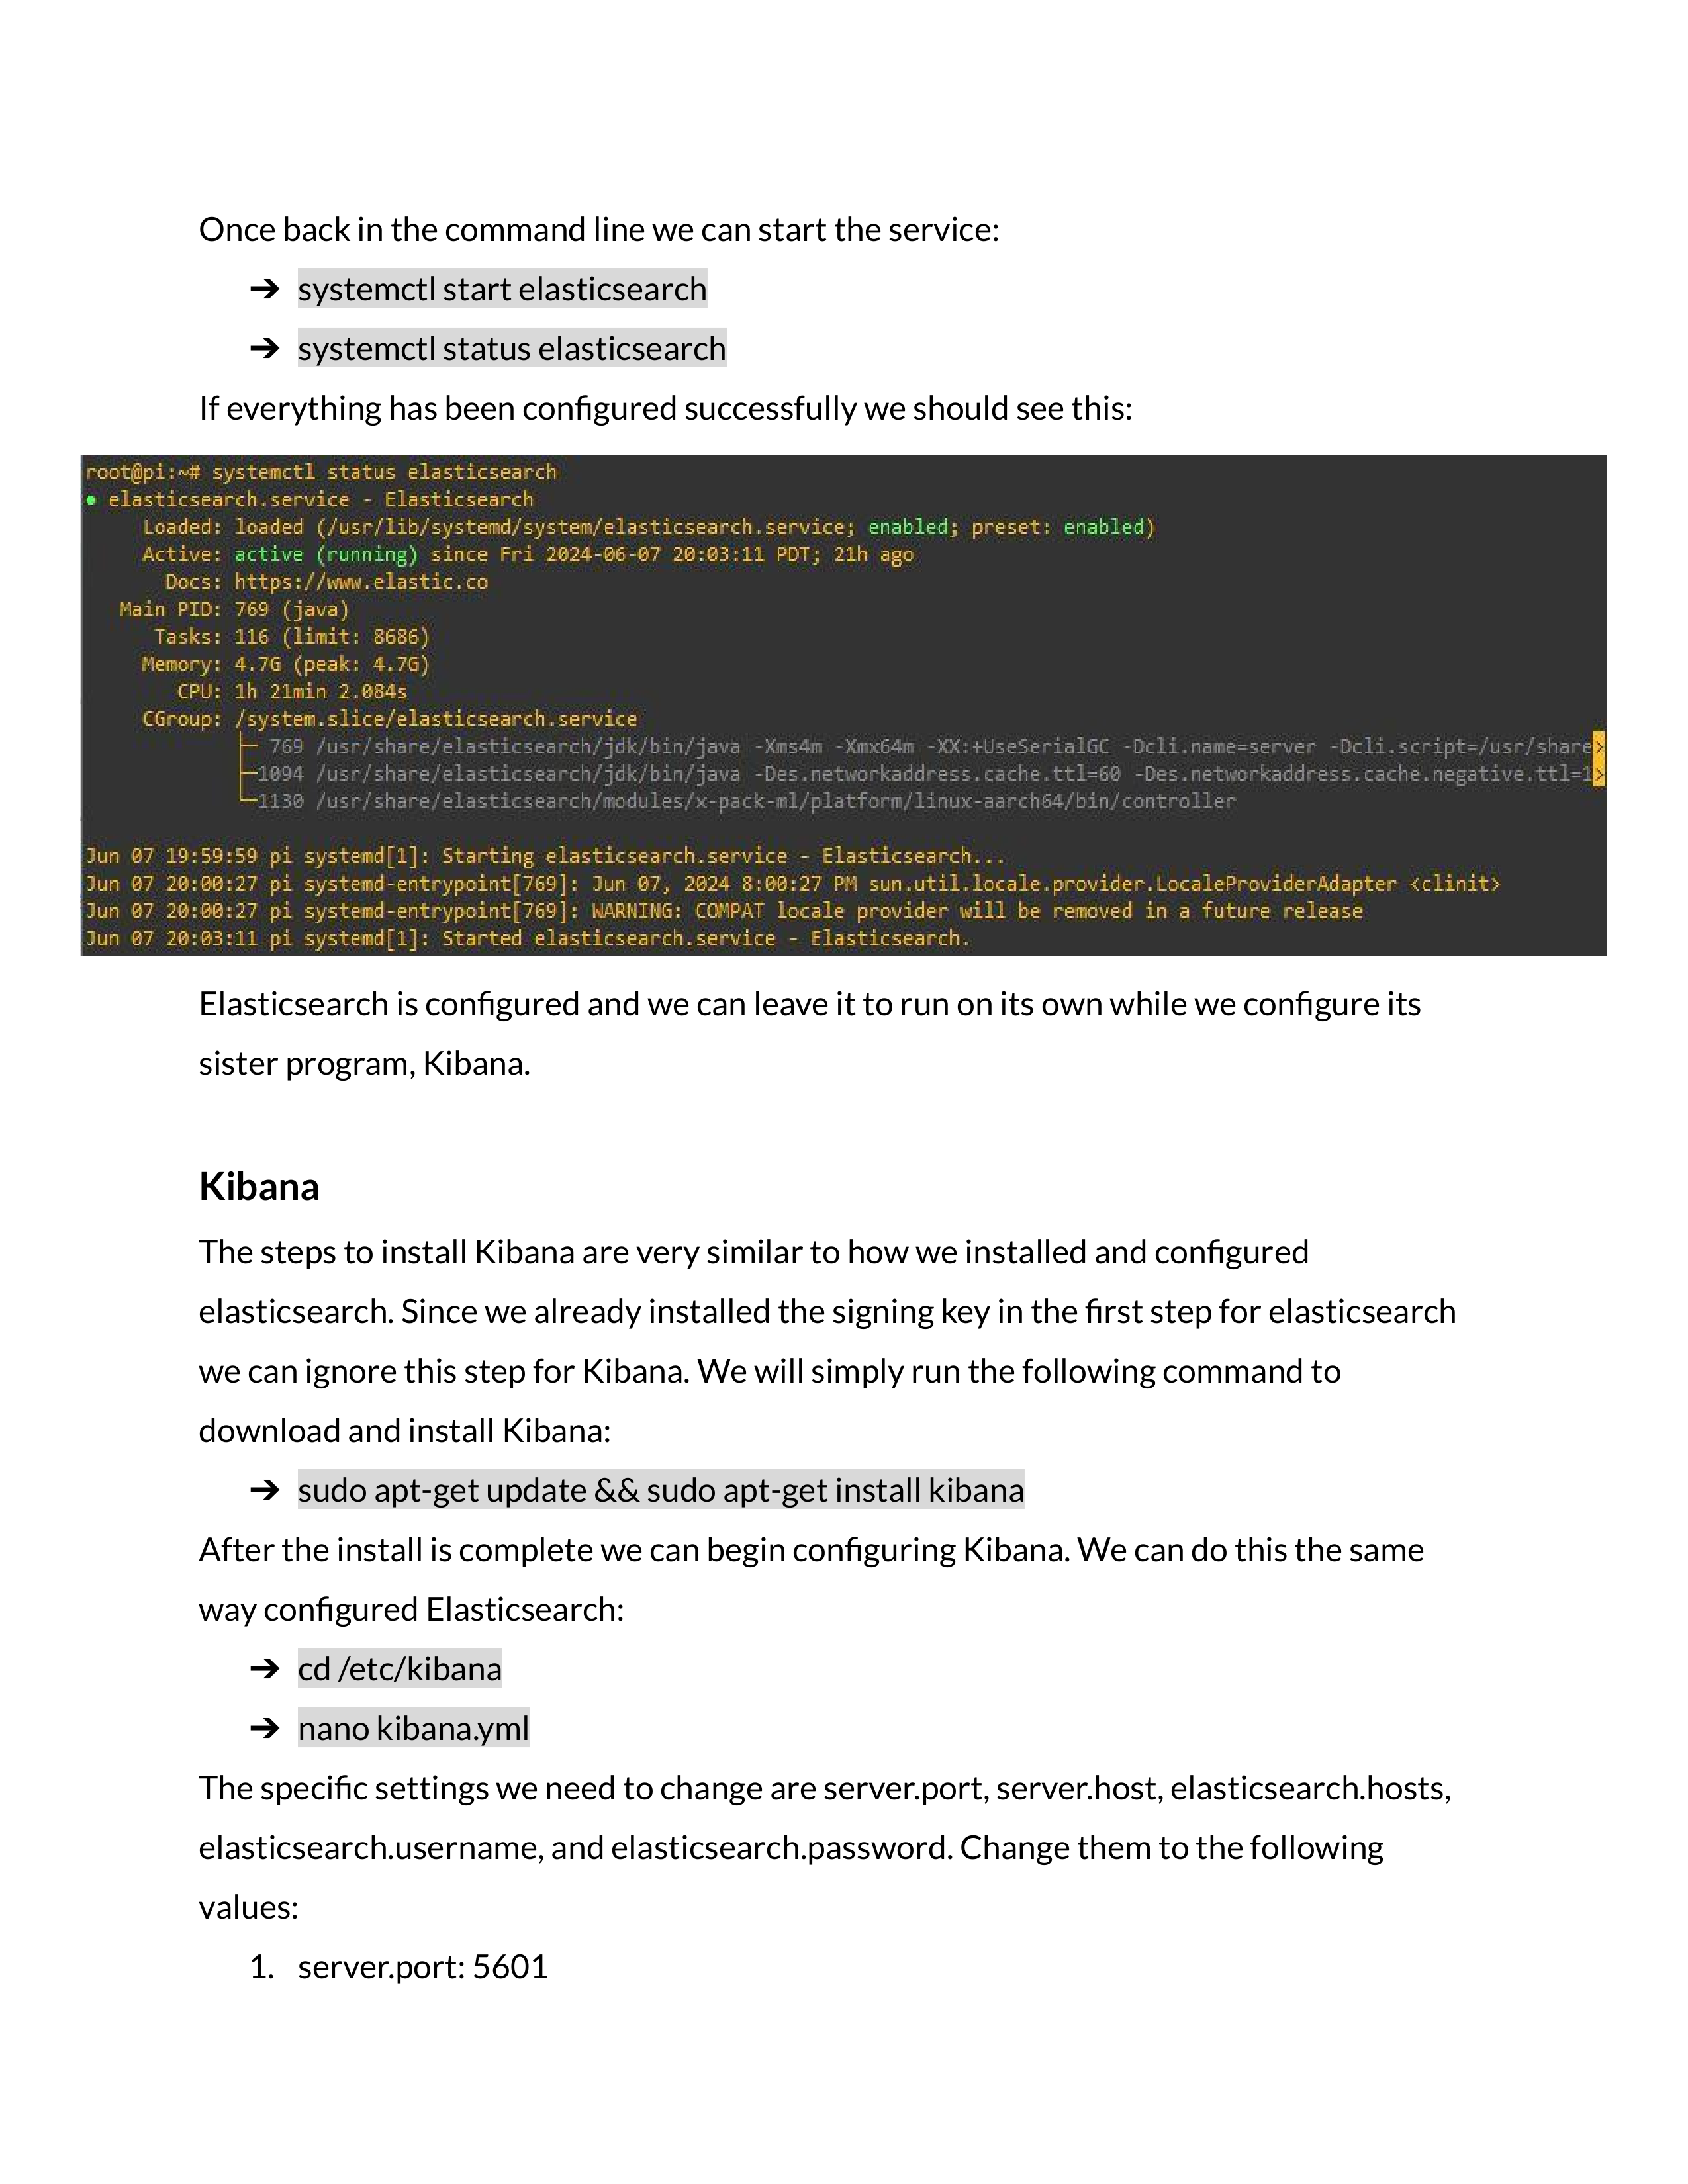 Once back in the command line we can start the service:
➔ systemctl start elasticsearch
➔ systemctl status elasticsearch
If everything has been configured successfully we should see this:
root@pi:~# systemctl status elasticsearch
● elasticsearch.service - Elasticsearch
Loaded: loaded (/usr/lib/systemd/system/elasticsearch.service; enabled; preset: enabled)
Active: active (running) since Fri 2024-06-07 20:03:11 PDT; 21h ago
Docs: https://www.elastic.co
Main PID: 769 (java)
Tasks: 116 (limit: 8686)
Memory: 4.7G (peak: 4.7G)
CPU: 1h 21min 2.084s
CGroup: /system.slice/elasticsearch.service
├─ 769 /usr/share/elasticsearch/jdk/bin/java -Xms4m -Xmx64m -XX:+UseSerialGC -Dcli.name=server -Dcli.script=/usr/share>
├─1094 /usr/share/elasticsearch/jdk/bin/java -Des.networkaddress.cache.ttl=60 -Des.networkaddress.cache.negative.ttl=1>
└─1130 /usr/share/elasticsearch/modules/x-pack-ml/platform/linux-aarch64/bin/controller
Jun 07 19:59:59 pi systemd[1]: Starting elasticsearch.service - Elasticsearch...
Jun 07 20:00:27 pi systemd-entrypoint[769]: Jun 07, 2024 8:00:27 PM sun.util.locale.provider.LocaleProviderAdapter <clinit>
Jun 07 20:00:27 pi systemd-entrypoint[769]: WARNING: COMPAT locale provider will be removed in a future release
Jun 07 20:03:11 pi systemd[1]: Started elasticsearch.service - Elasticsearch.
Elasticsearch is configured and we can leave it to run on its own while we configure its
sister program, Kibana.
Kibana
The steps to install Kibana are very similar to how we installed and configured
elasticsearch. Since we already installed the signing key in the first step for elasticsearch
we can ignore this step for Kibana. We will simply run the following command to
download and install Kibana:
➔ sudo apt-get update && sudo apt-get install kibana
After the install is complete we can begin configuring Kibana. We can do this the same
way configured Elasticsearch:
➔ cd /etc/kibana
➔ nano kibana.yml
The specific settings we need to change are server.port, server.host, elasticsearch.hosts,
elasticsearch.username, and elasticsearch.password. Change them to the following
values:
1. server.port: 5601